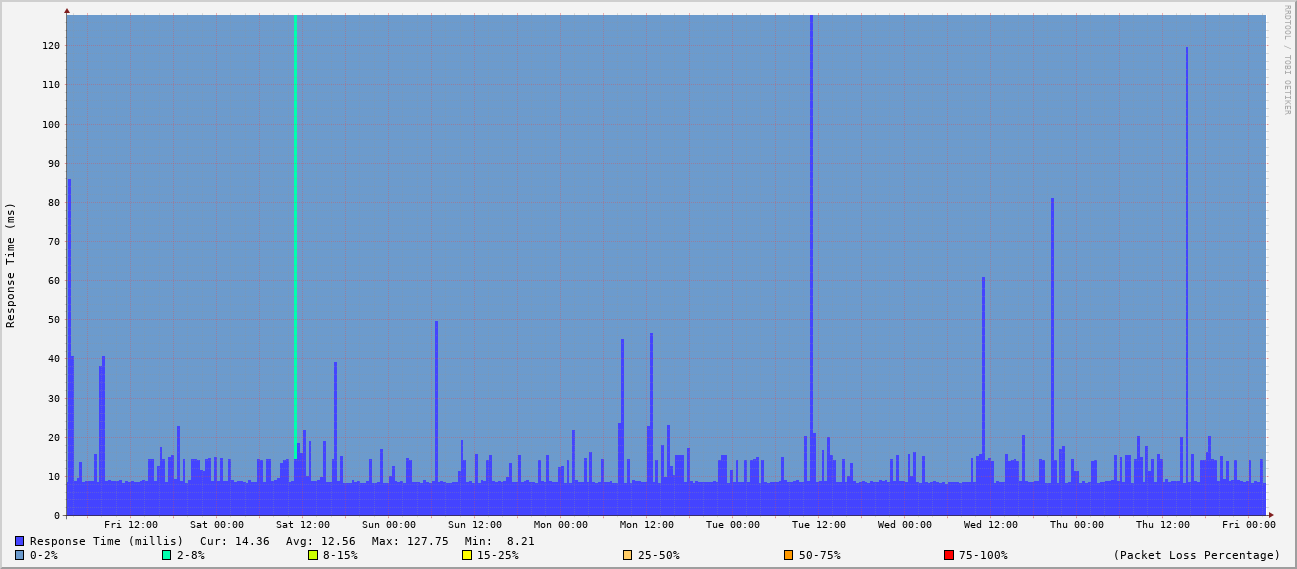 RRDTOOL / TOBI OETIKER
Response Time (ms)
120
110
100
90
80
70
60
50
40
30
20
10
0
Fri 12:00 Sat 00:00 Sat 12:00 Sun 00:00 Sun 12:00 Mon 00:00 Mon 12:00 Tue 00:00 Tue 12:00 Wed 00:00 Wed 12:00 Thu 00:00 Thu 12:00 Fri 00:00
Response Time (millis) Cur: 14.36 Avg: 12.56 Max: 127.75 Min: 8.21
0-2% 2-8% 8-15% 15-25% 25-50% 50-75% 75-100% (Packet Loss Percentage)